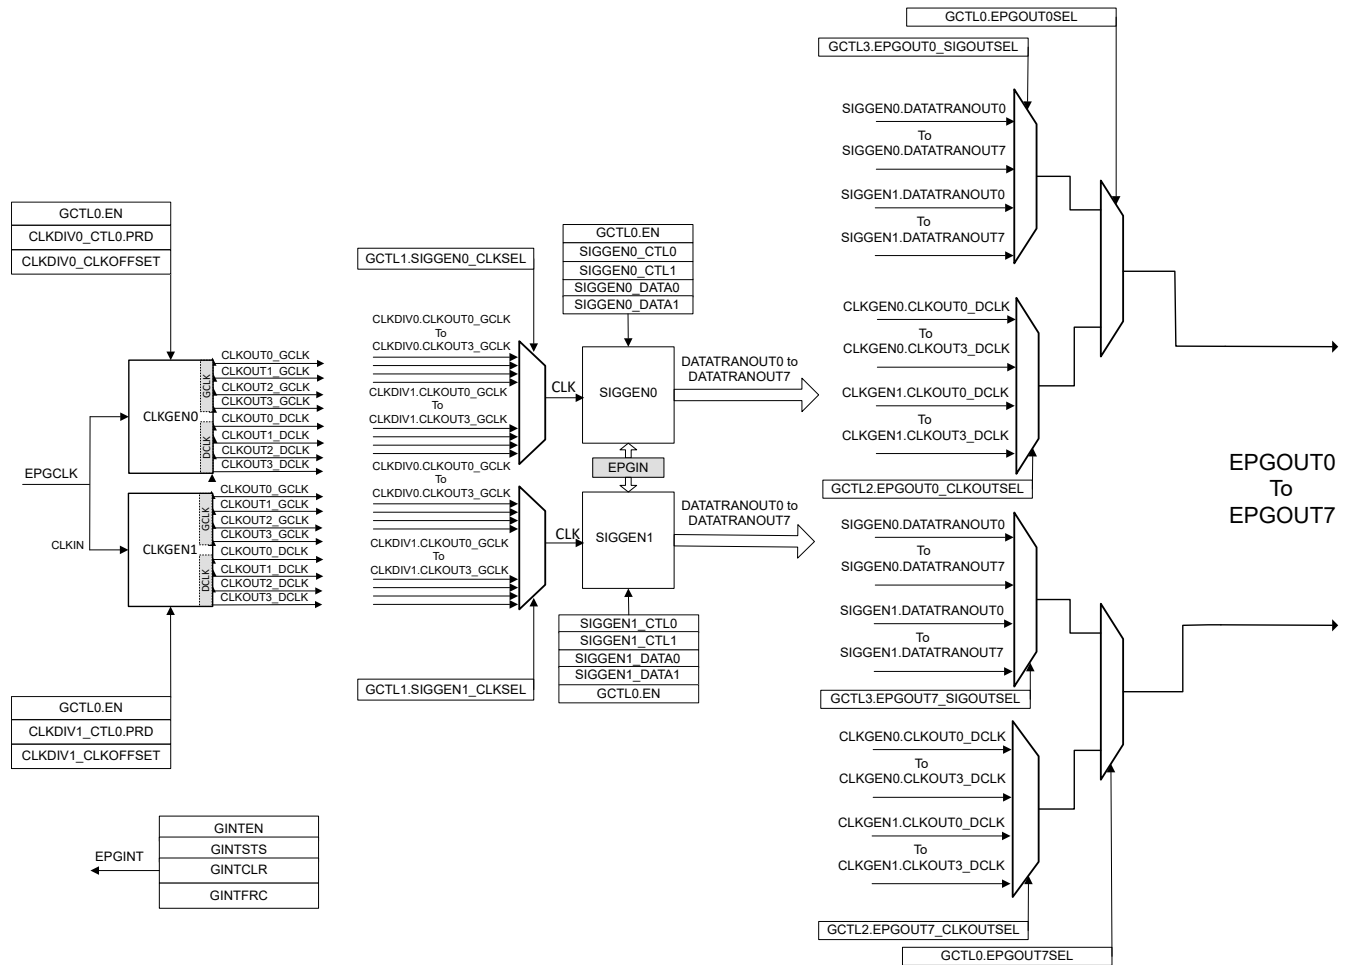 GCTL0.EPGOUT0SEL
GCTL3.EPGOUT0_SIGOUTSEL
SIGGEN0.DATATRANOUT0
To
SIGGEN0.DATATRANOUT7
SIGGEN1.DATATRANOUT0
To
SIGGEN1.DATATRANOUT7
GCTL0.EN
CLKDIV0_CTL0.PRD
CLKDIV0_CLKOFFSET
GCTL1.SIGGEN0_CLKSEL
GCTL0.EN
SIGGEN0_CTL0
SIGGEN0_CTL1
SIGGEN0_DATA0
SIGGEN0_DATA1
CLKGEN0
GCLK
DCLK
CLKOUT0_GCLK
CLKOUT1_GCLK
CLKOUT2_GCLK
CLKOUT3_GCLK
CLKOUT0_DCLK
CLKOUT1_DCLK
CLKOUT2_DCLK
CLKOUT3_DCLK
EPGCLK
CLKIN
CLKGEN1
GCLK
DCLK
CLKOUT0_GCLK
CLKOUT1_GCLK
CLKOUT2_GCLK
CLKOUT3_GCLK
CLKOUT0_DCLK
CLKOUT1_DCLK
CLKOUT2_DCLK
CLKOUT3_DCLK
GCTL0.EN
CLKDIV1_CTL0.PRD
CLKDIV1_CLKOFFSET
CLKDIV0.CLKOUT0_GCLK
To
CLKDIV0.CLKOUT3_GCLK
CLKDIV1.CLKOUT0_GCLK
To
CLKDIV1.CLKOUT3_GCLK
CLK
SIGGEN0
DATATRANOUT0 to
DATATRANOUT7
EPGIN
CLKDIV0.CLKOUT0_GCLK
To
CLKDIV0.CLKOUT3_GCLK
CLKDIV1.CLKOUT0_GCLK
To
CLKDIV1.CLKOUT3_GCLK
CLK
SIGGEN1
DATATRANOUT0 to
DATATRANOUT7
GCTL1.SIGGEN1_CLKSEL
SIGGEN1_CTL0
SIGGEN1_CTL1
SIGGEN1_DATA0
SIGGEN1_DATA1
GCTL0.EN
CLKGEN0.CLKOUT0_DCLK
To
CLKGEN0.CLKOUT3_DCLK
CLKGEN1.CLKOUT0_DCLK
To
CLKGEN1.CLKOUT3_DCLK
GCTL2.EPGOUT0_CLKOUTSEL
EPGOUT0
To
EPGOUT7
SIGGEN0.DATATRANOUT0
To
SIGGEN0.DATATRANOUT7
SIGGEN1.DATATRANOUT0
To
SIGGEN1.DATATRANOUT7
GCTL3.EPGOUT7_SIGOUTSEL
CLKGEN0.CLKOUT0_DCLK
To
CLKGEN0.CLKOUT3_DCLK
CLKGEN1.CLKOUT0_DCLK
To
CLKGEN1.CLKOUT3_DCLK
GCTL2.EPGOUT7_CLKOUTSEL
GCTL0.EPGOUT7SEL
EPGINT
GINTEN
GINTSTS
GINTCLR
GINTFRC